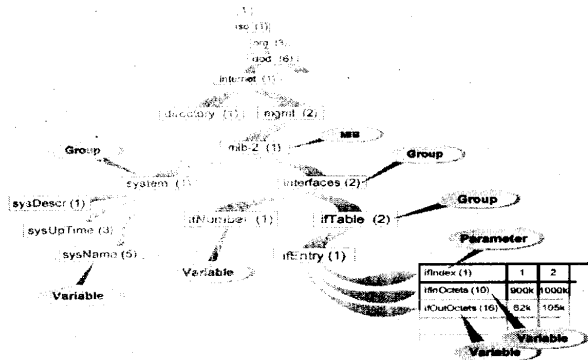 1
iso (1)
org (3)
dod (6)
internet (1)
directory (1) mgmt (2)
MIB
mib-2 (1)
Group
Group
system (1) interfaces (2)
sysDescr (1)
ifNumber (1) ifTable (2)
Group
sysUpTime (3)
Parameter
sysName (5)
ifEntry (1)
Variable
Variable
ifIndex (1) 1 2
ifInOctets (10) 900k 1000k
ifOutOctets (16) 62k 105k
Variable
Variable